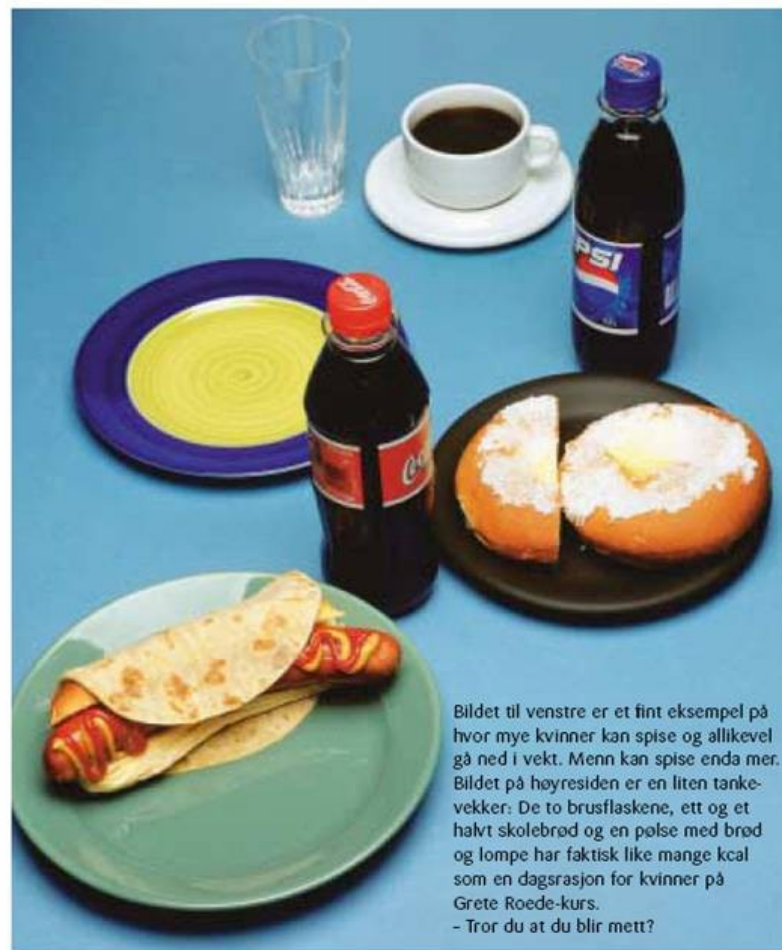 PSI
Bildet til venstre er et fint eksempel på
hvor mye kvinner kan spise og allikevel
gå ned i vekt. Menn kan spise enda mer.
Bildet på høyresiden er en liten tanke-
vekker: De to brusflaskene, ett og et
halvt skolebrød og en pølse med brød
og lompe har faktisk like mange kcal
som en dagsrasjon for kvinner på
Grete Roede-kurs.
- Tror du at du blir mett?